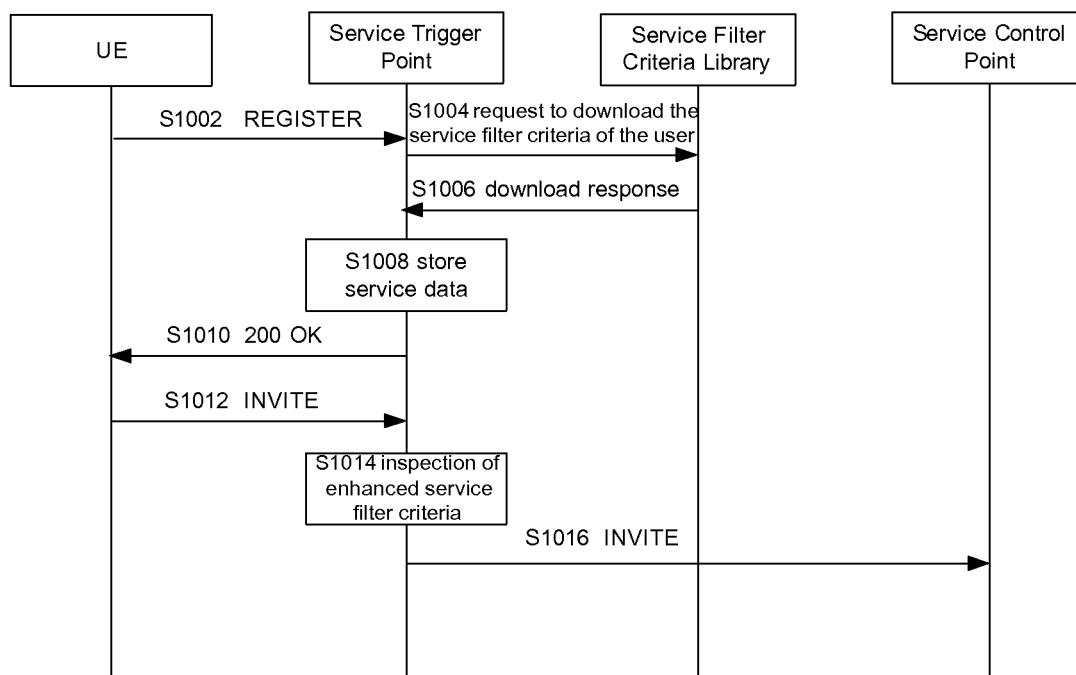 UE
Service Trigger
Point
Service Filter
Criteria Library
Service Control
Point
S1002 REGISTER
S1004 request to download the
service filter criteria of the user
S1006 download response
S1008 store
service data
S1010 200 OK
S1012 INVITE
S1014 inspection of
enhanced service
filter criteria
S1016 INVITE